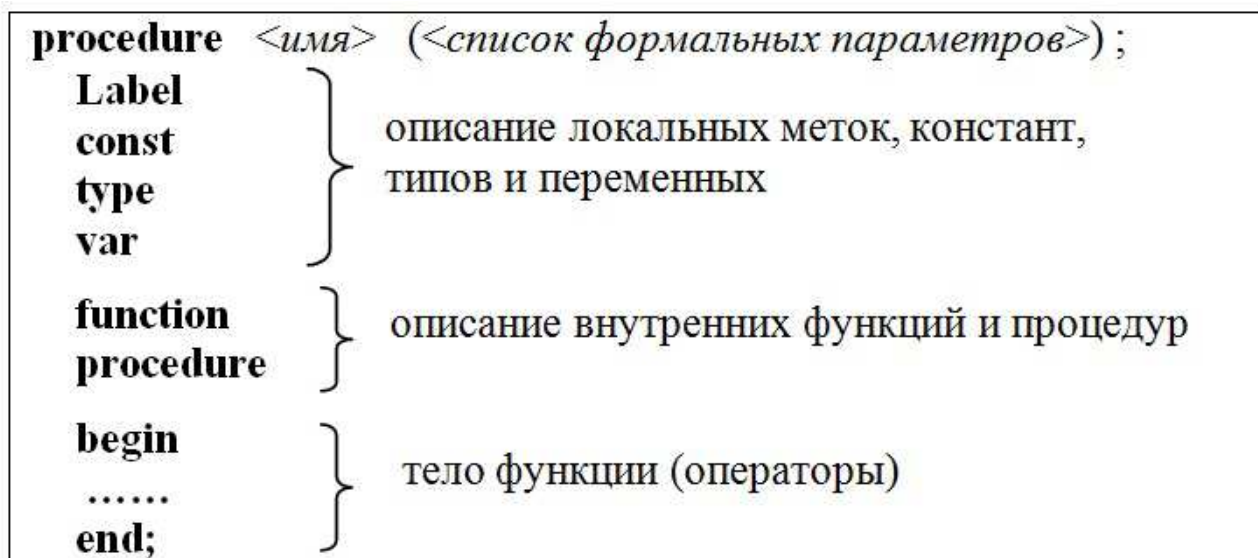 procedure <имя> (<список формальных параметров>) ;
Label
const
type
var
описание локальных меток, констант,
типов и переменных
function
procedure
описание внутренних функций и процедур
begin
......
end;
тело функции (операторы)